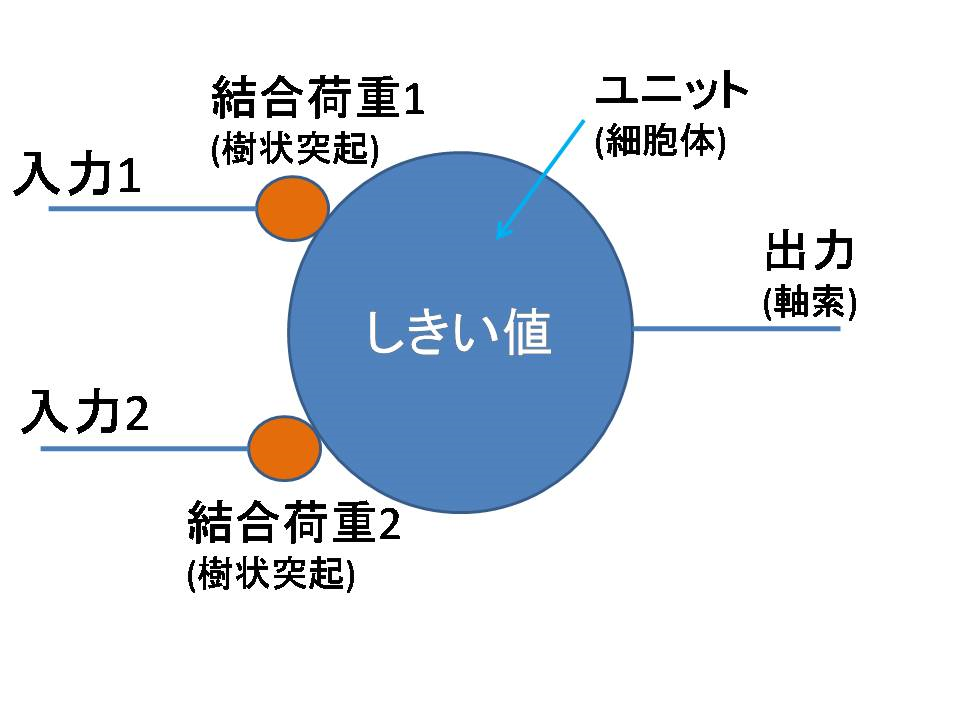 結合荷重1
(樹状突起)
ユニット
(細胞体)
入力1
出力
(軸索)
しきい値
入力2
結合荷重2
(樹状突起)